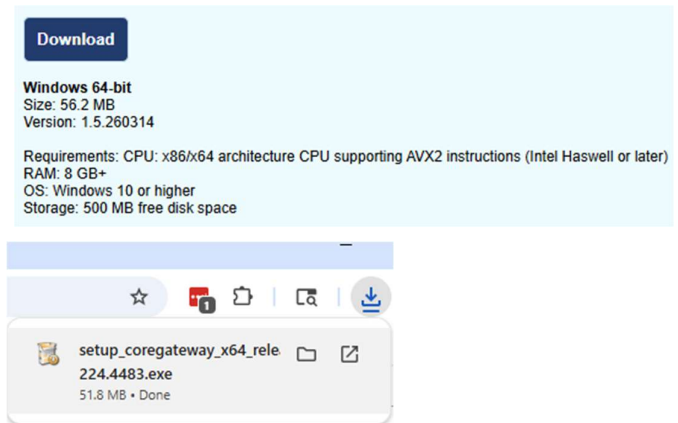 Download
Windows 64-bit
Size: 56.2 MB
Version: 1.5.260314
Requirements: CPU: x86/x64 architecture CPU supporting AVX2 instructions (Intel Haswell or later)
RAM: 8 GB+
OS: Windows 10 or higher
Storage: 500 MB free disk space
1
setup_coregateway_x64_rele
224.4483.exe
51.8 MB • Done